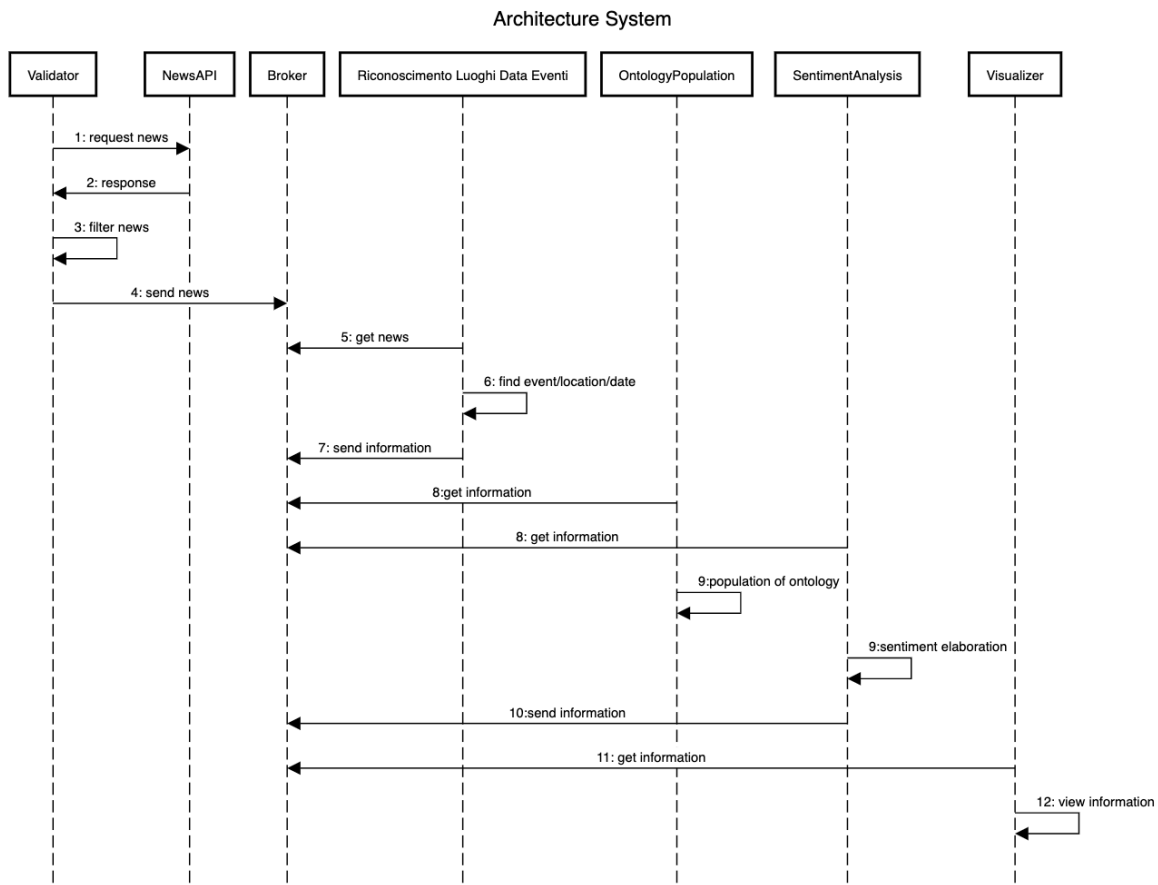 Architecture System
Validator
NewsAPI
Broker
Riconoscimento Luoghi Data Eventi
OntologyPopulation
SentimentAnalysis
Visualizer
1: request news
2: response
3: filter news
4: send news
5: get news
6: find event/location/date
7: send information
8:get information
8: get information
9:population of ontology
9:sentiment elaboration
10:send information
11: get information
12: view information